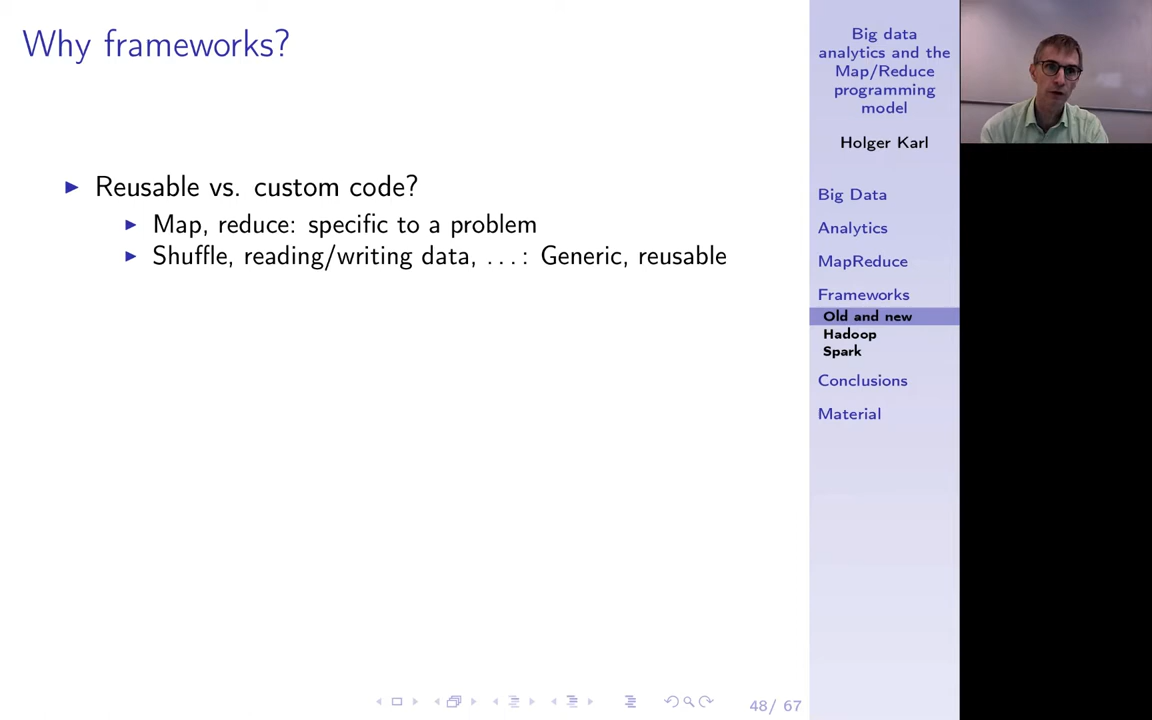 Why frameworks?
Reusable vs. custom code?
Map, reduce: specific to a problem
Shuffle, reading/writing data, ...: Generic, reusable
Big data
analytics and the
Map/Reduce
programming
model
Holger Karl
Big Data
Analytics
MapReduce
Frameworks
Old and new
Hadoop
Spark
Conclusions
Material
48/ 67